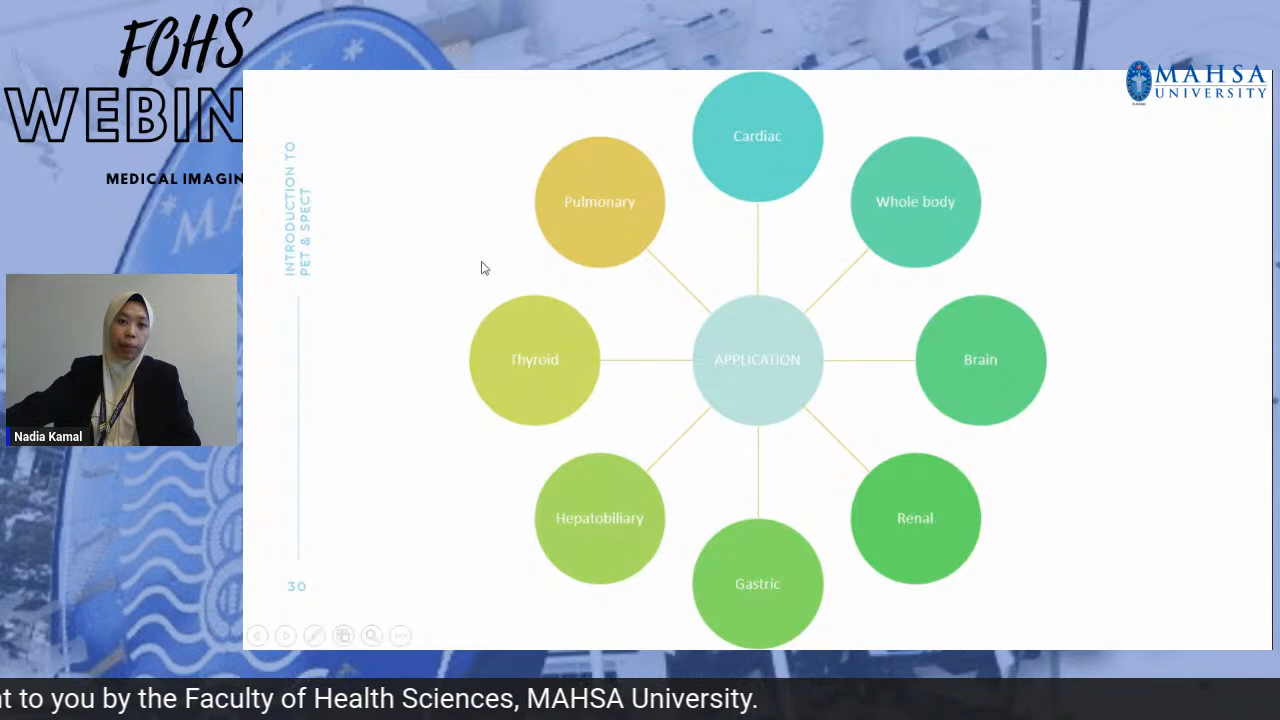 FOHS
WEBIN
MEDICAL IMAGIN
MAHSA
UNIVERSITY
INTRODUCTION TO
PET & SPECT
30
Cardiac
Pulmonary
Whole body
Thyroid
APPLICATION
Brain
Hepatobiliary
Renal
Gastric
Nadia Kamal
to you by the Faculty of Health Sciences, MAHSA University.